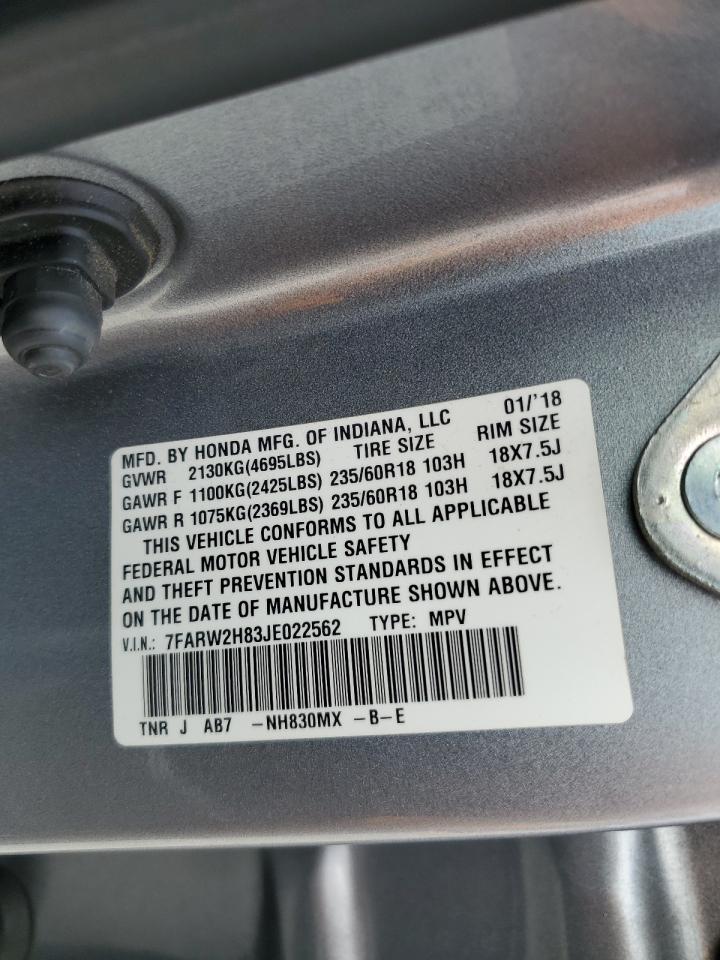 MFD. BY HONDA MFG. OF INDIANA, LLC 01/'18
GVWR 2130KG(4695LBS) TIRE SIZE RIM SIZE
GAWR F 1100KG(2425LBS) 235/60R18 103H 18X7.5J
GAWR R 1075KG(2369LBS) 235/60R18 103H 18X7.5J
THIS VEHICLE CONFORMS TO ALL APPLICABLE
FEDERAL MOTOR VEHICLE SAFETY
AND THEFT PREVENTION STANDARDS IN EFFECT
ON THE DATE OF MANUFACTURE SHOWN ABOVE.
V.I.N.: 7FARW2H83JE022562 TYPE: MPV
TNR J AB7 -NH830MX -B-E